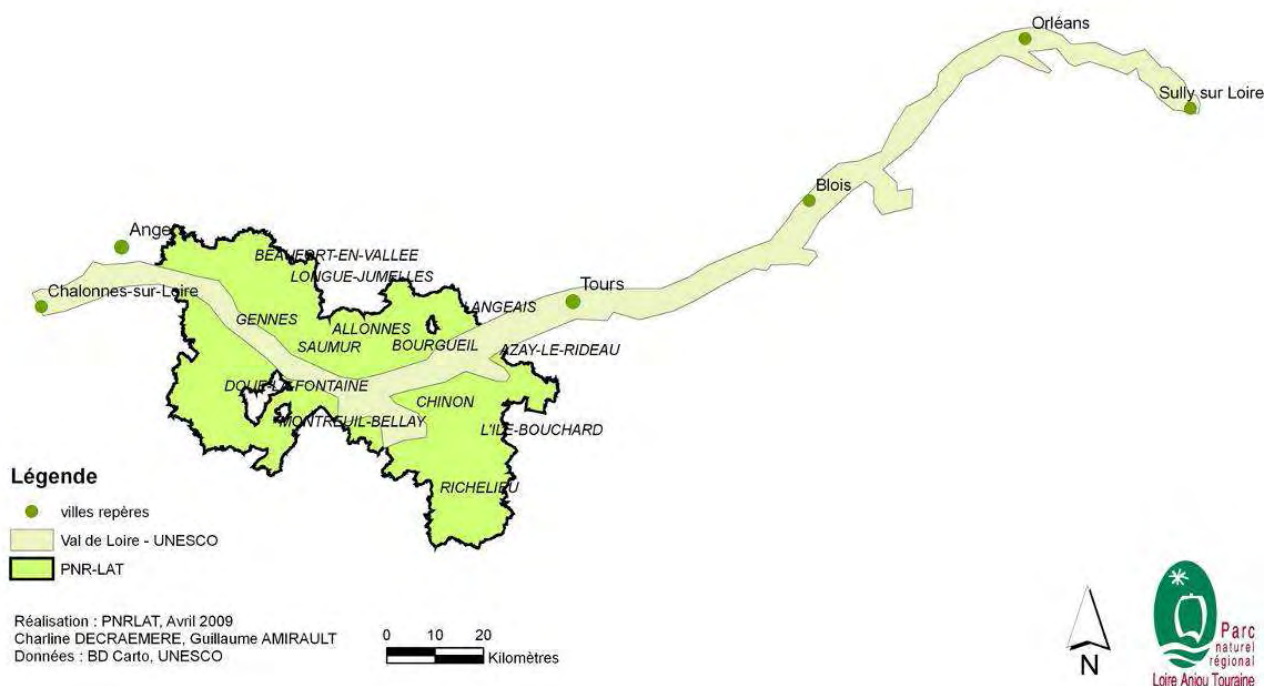 Orléans
Sully sur Loire
Blois
Ange
BEAUFORT-EN-VALLEE
LONGUE-JUMELLES
Chalonnes-sur-Loire
Tours
LANGEAIS
GENNES
ALLONNES
SAUMUR
BOURGUEIL
AZAY-LE-RIDEAU
DOUE-LA-FONTAINE
CHINON
MONTREUIL-BELLAY
L'ILE-BOUCHARD
RICHELIEU
Légende
villes repères
Val de Loire - UNESCO
PNR-LAT
Réalisation : PNRLAT, Avril 2009
Charline DECRAEMERE, Guillaume AMIRAULT
Données : BD Carto, UNESCO
0 10 20
Kilomètres
N
Parc
naturel
régional
Loire Anjou Touraine